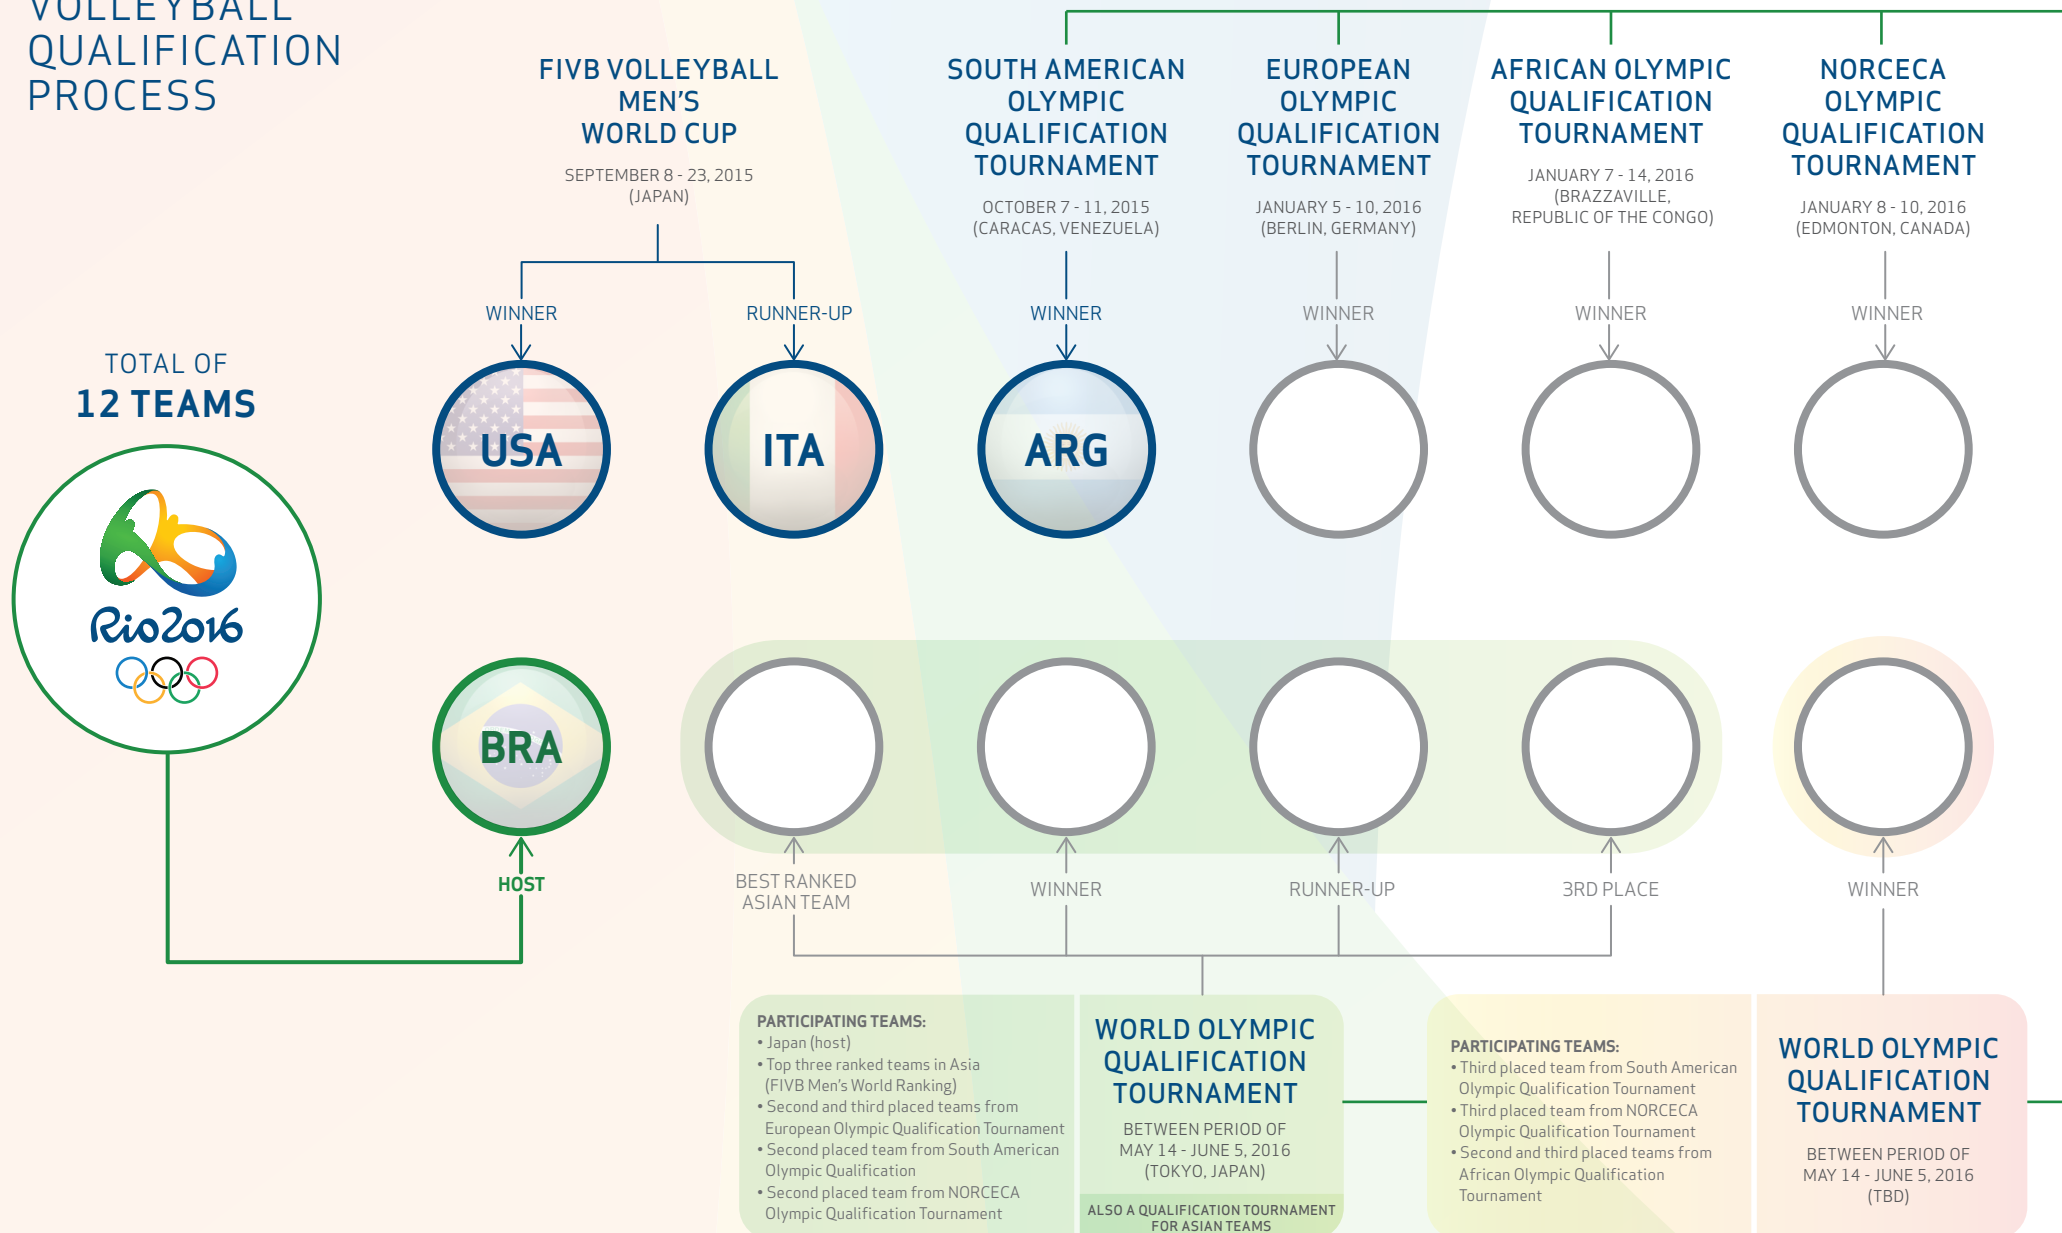 VOLLEYBALL
QUALIFICATION
PROCESS
TOTAL OF
12 TEAMS
Rio2016
FIVB VOLLEYBALL
MEN'S
WORLD CUP
SEPTEMBER 8 - 23, 2015
(JAPAN)
WINNER
RUNNER-UP
USA
ITA
SOUTH AMERICAN
OLYMPIC
QUALIFICATION
TOURNAMENT
OCTOBER 7 - 11, 2015
(CARACAS, VENEZUELA)
WINNER
ARG
EUROPEAN
OLYMPIC
QUALIFICATION
TOURNAMENT
JANUARY 5 - 10, 2016
(BERLIN, GERMANY)
WINNER
AFRICAN OLYMPIC
QUALIFICATION
TOURNAMENT
JANUARY 7 - 14, 2016
(BRAZZAVILLE,
REPUBLIC OF THE CONGO)
WINNER
NORCECA
OLYMPIC
QUALIFICATION
TOURNAMENT
JANUARY 8 - 10, 2016
(EDMONTON, CANADA)
WINNER
BRA
HOST
BEST RANKED
ASIAN TEAM
WINNER
RUNNER-UP
3RD PLACE
WINNER
PARTICIPATING TEAMS:
• Japan (host)
• Top three ranked teams in Asia
(FIVB Men's World Ranking)
• Second and third placed teams from
European Olympic Qualification Tournament
• Second placed team from South American
Olympic Qualification
• Second placed team from NORCECA
Olympic Qualification Tournament
WORLD OLYMPIC
QUALIFICATION
TOURNAMENT
BETWEEN PERIOD OF
MAY 14 - JUNE 5, 2016
(TOKYO, JAPAN)
ALSO A QUALIFICATION TOURNAMENT
FOR ASIAN TEAMS
PARTICIPATING TEAMS:
• Third placed team from South American
Olympic Qualification Tournament
• Third placed team from NORCECA
Olympic Qualification Tournament
• Second and third placed teams from
African Olympic Qualification
Tournament
WORLD OLYMPIC
QUALIFICATION
TOURNAMENT
BETWEEN PERIOD OF
MAY 14 - JUNE 5, 2016
(TBD)